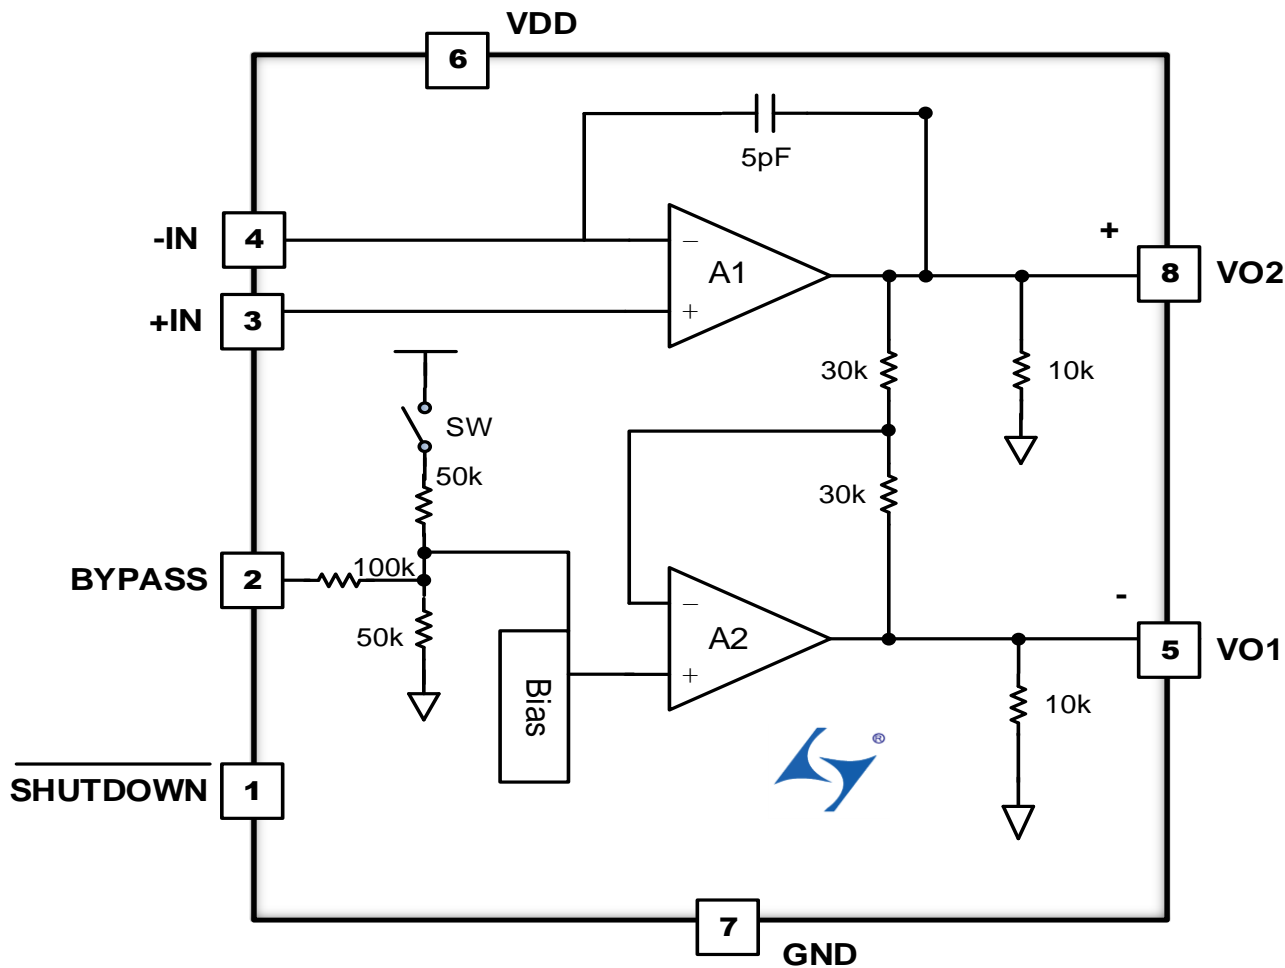 VDD
6
5pF
-IN
4
−
A1
+
+
8
VO2
+IN
3
30k
10k
SW
50k
30k
BYPASS
2
100k
50k
−
A2
+
Bias
-
5
VO1
10k
®
SHUTDOWN
1
7
GND